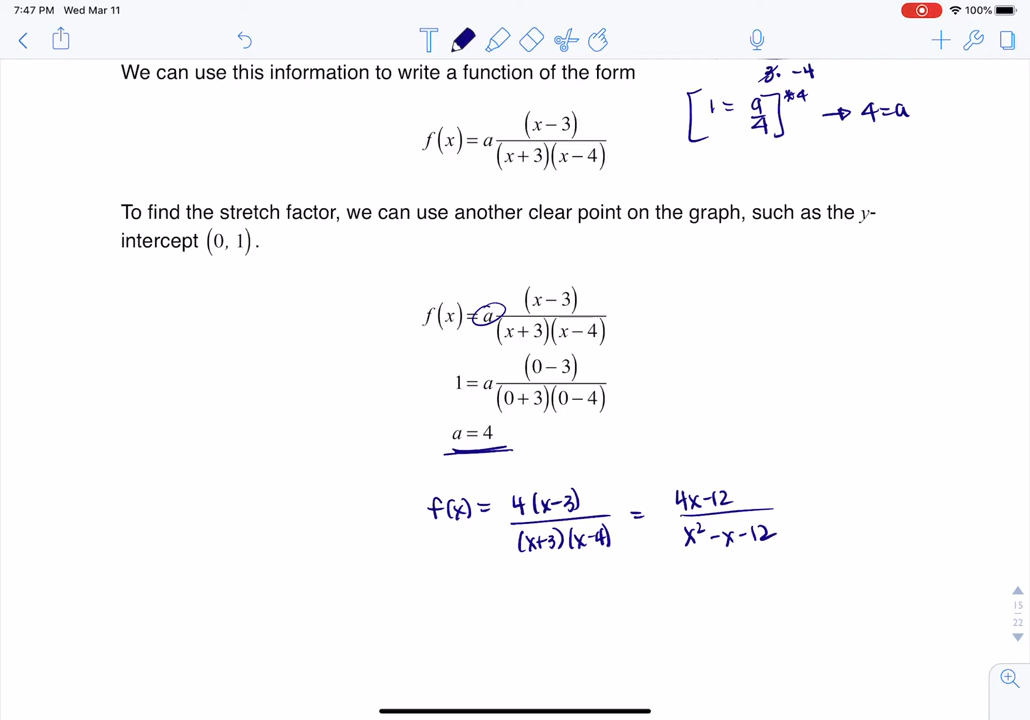 7:47 PM Wed Mar 11
100%
T
We can use this information to write a function of the form
3· -4
[1 = a/4]*4 → 4=a
f(x) = a (x−3)/((x+3)(x−4))
To find the stretch factor, we can use another clear point on the graph, such as the y-
intercept (0, 1).
f(x) = a (x−3)/((x+3)(x−4))
1 = a (0−3)/((0+3)(0−4))
a = 4
f(x) = 4(x-3)/((x+3)(x-4)) = (4x-12)/(x²-x-12)
15
22